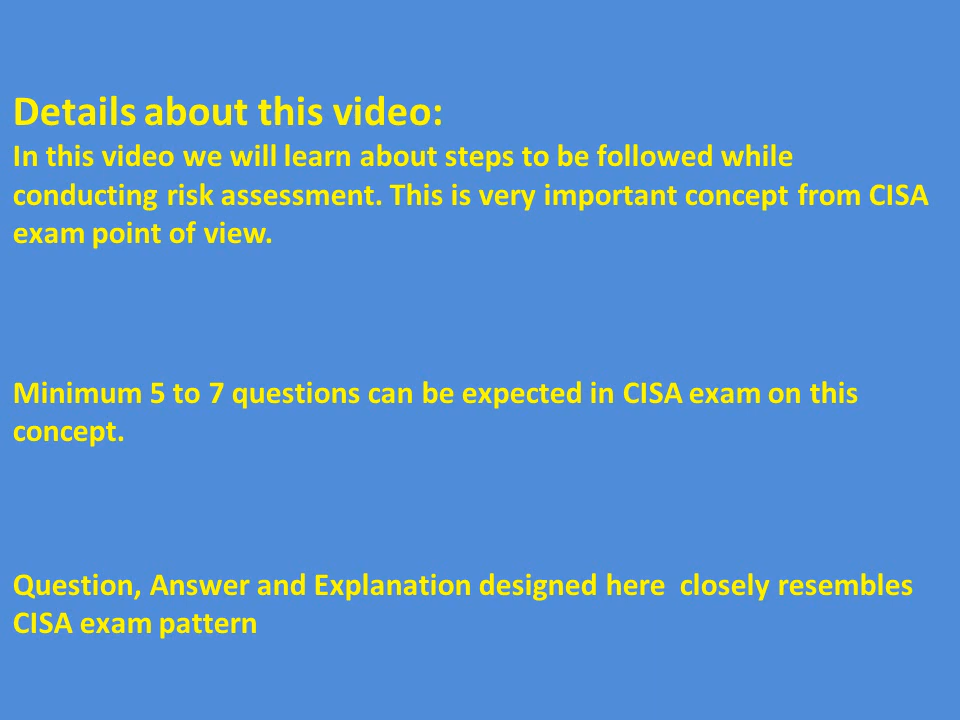 Details about this video:
In this video we will learn about steps to be followed while
conducting risk assessment. This is very important concept from CISA
exam point of view.
Minimum 5 to 7 questions can be expected in CISA exam on this
concept.
Question, Answer and Explanation designed here  closely resembles
CISA exam pattern